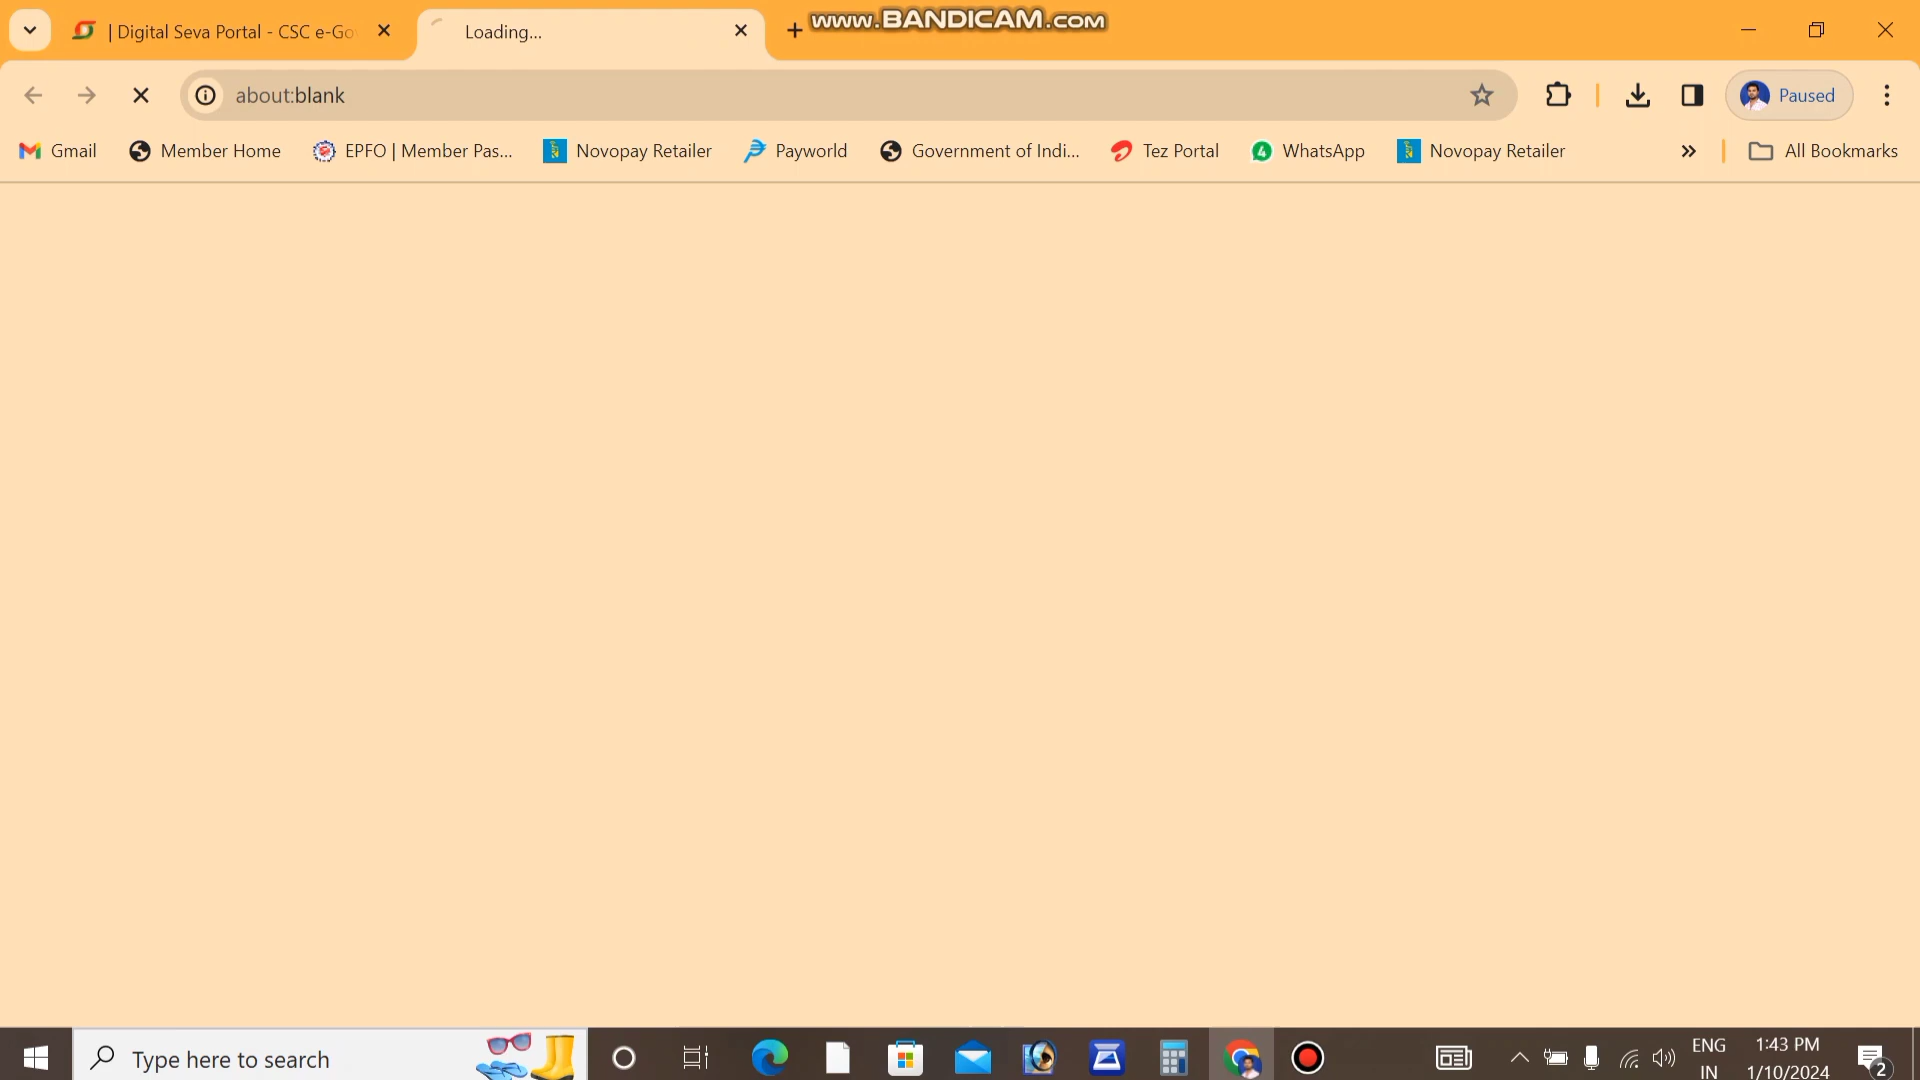 | Digital Seva Portal - CSC e-Go
Loading...
www.BANDICAM.com
about:blank
Paused
Gmail
Member Home
EPFO | Member Pas...
Novopay Retailer
Payworld
Government of Indi...
Tez Portal
WhatsApp
Novopay Retailer
All Bookmarks
Type here to search
ENG
IN
1:43 PM
1/10/2024
2